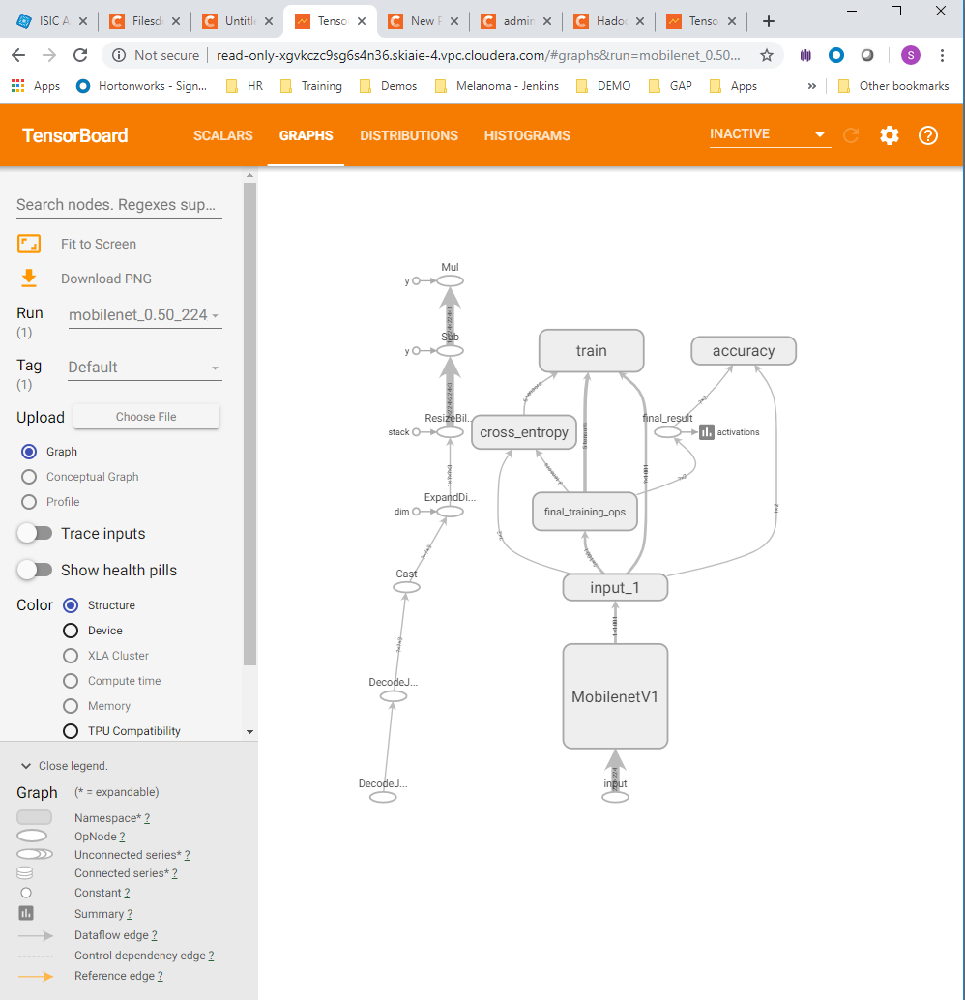 ISIC A
Filesd
Untitle
Tenso
New P
admin
Hadoo
Tenso
Not secure
read-only-xgvkczc9sg6s4n36.skiaie-4.vpc.cloudera.com/#graphs&run=mobilenet_0.50...
S
Apps
Hortonworks - Sign...
HR
Training
Demos
Melanoma - Jenkins
DEMO
GAP
Apps
»
Other bookmarks
TensorBoard
SCALARS
GRAPHS
DISTRIBUTIONS
HISTOGRAMS
INACTIVE
Search nodes. Regexes sup...
Fit to Screen
Download PNG
Run
(1)
mobilenet_0.50_224
Tag
(1)
Default
Upload
Choose File
Graph
Conceptual Graph
Profile
Trace inputs
Show health pills
Color
Structure
Device
XLA Cluster
Compute time
Memory
TPU Compatibility
Close legend.
Graph
(* = expandable)
Namespace* ?
OpNode ?
Unconnected series* ?
Connected series* ?
Constant ?
Summary ?
Dataflow edge ?
Control dependency edge ?
Reference edge ?
Mul
y
Sub
y
ResizeBil...
stack
ExpandDi...
dim
Cast
DecodeJ...
DecodeJ...
train
accuracy
cross_entropy
final_result
activations
final_training_ops
input_1
MobilenetV1
input